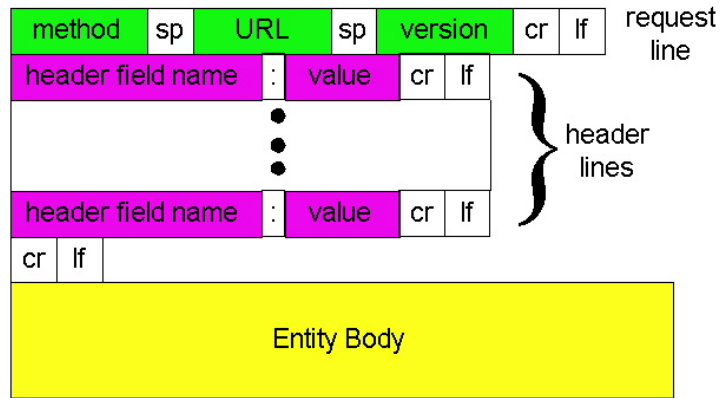 method sp URL sp version cr lf request line
header field name : value cr lf
header lines
header field name : value cr lf
cr lf
Entity Body